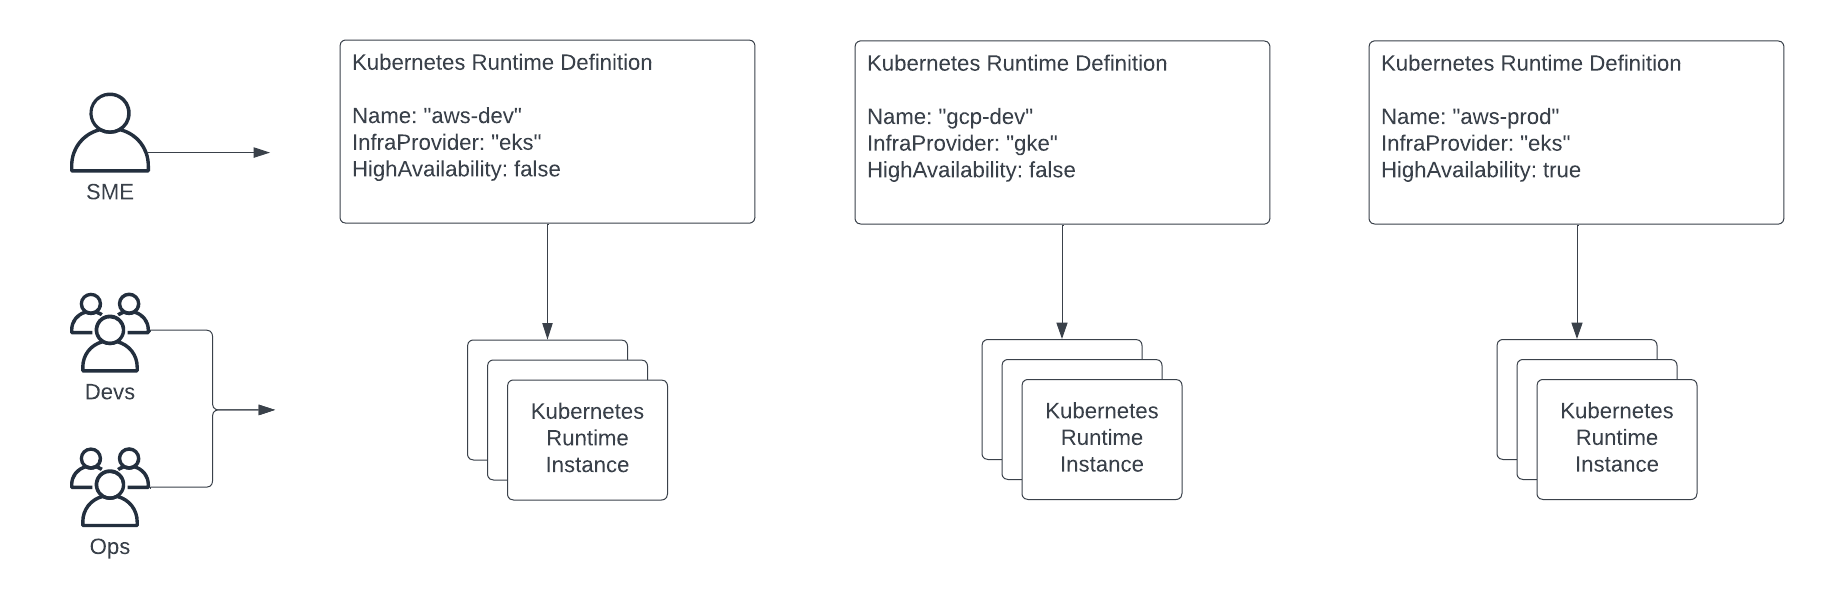 SME
Kubernetes Runtime Definition
Name: "aws-dev"
InfraProvider: "eks"
HighAvailability: false
Kubernetes Runtime Definition
Name: "gcp-dev"
InfraProvider: "gke"
HighAvailability: false
Kubernetes Runtime Definition
Name: "aws-prod"
InfraProvider: "eks"
HighAvailability: true
Devs
Ops
Kubernetes
Runtime
Instance
Kubernetes
Runtime
Instance
Kubernetes
Runtime
Instance